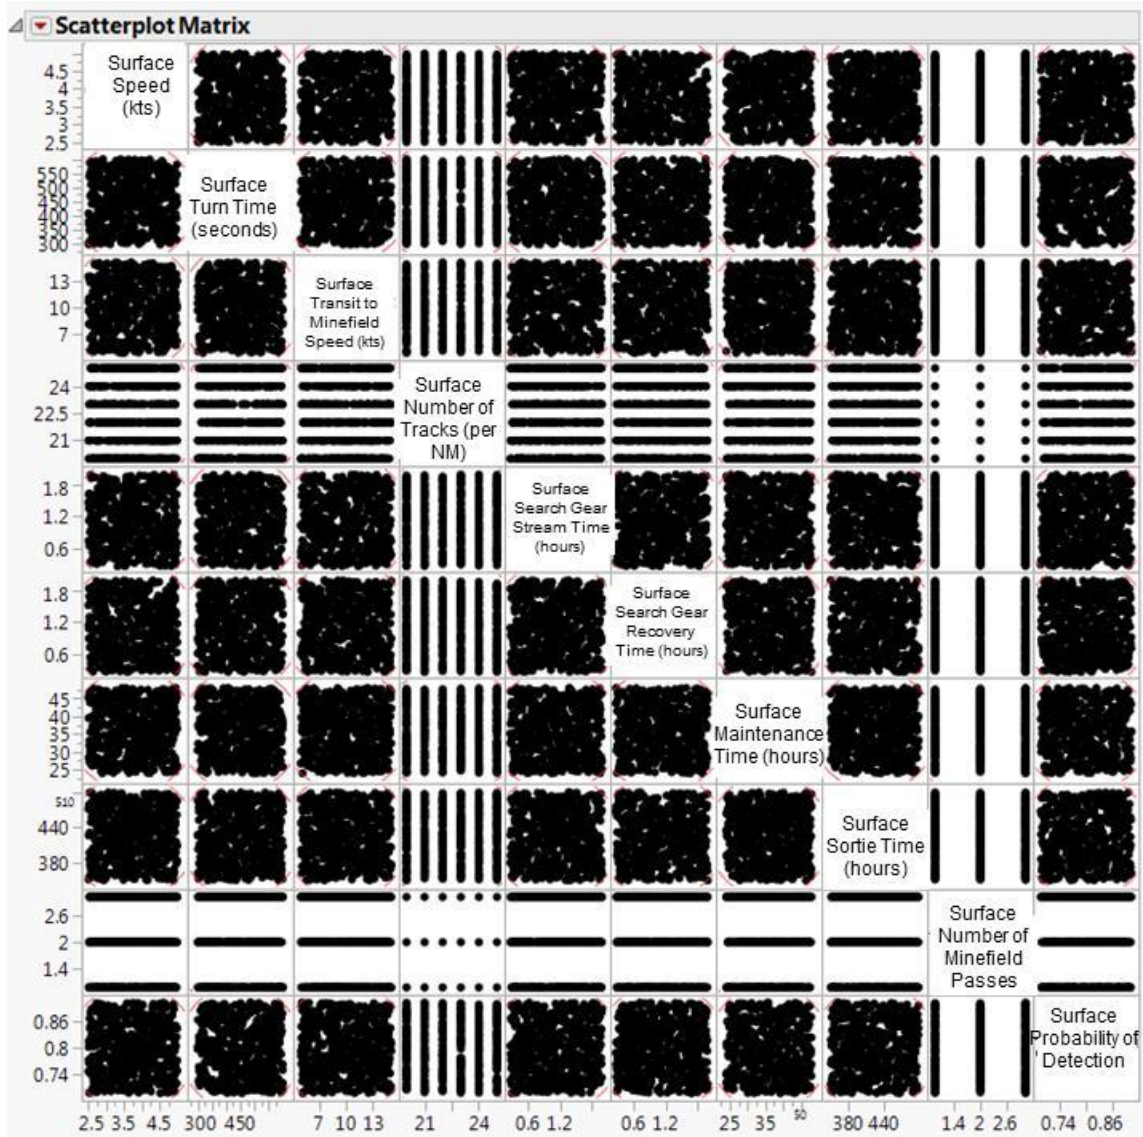 Scatterplot Matrix
Surface
Speed
(kts)
4.5
4
3.5
3
2.5
Surface
Turn Time
(seconds)
550
500
450
400
350
300
Surface
Transit to
Minefield
Speed (kts)
13
10
7
Surface
Number of
Tracks (per
NM)
24
22.5
21
Surface
Search Gear
Stream Time
(hours)
1.8
1.2
0.6
Surface
Search Gear
Recovery
Time (hours)
1.8
1.2
0.6
Surface
Maintenance
Time (hours)
45
40
35
30
25
Surface
Sortie Time
(hours)
510
440
380
Surface
Number of
Minefield
Passes
2.6
2
1.4
Surface
Probability of
Detection
0.86
0.8
0.74
2.5 3.5 4.5 300 450 7 10 13 21 24 0.6 1.2 0.6 1.2 25 35 50 380 440 1.4 2 2.6 0.74 0.86